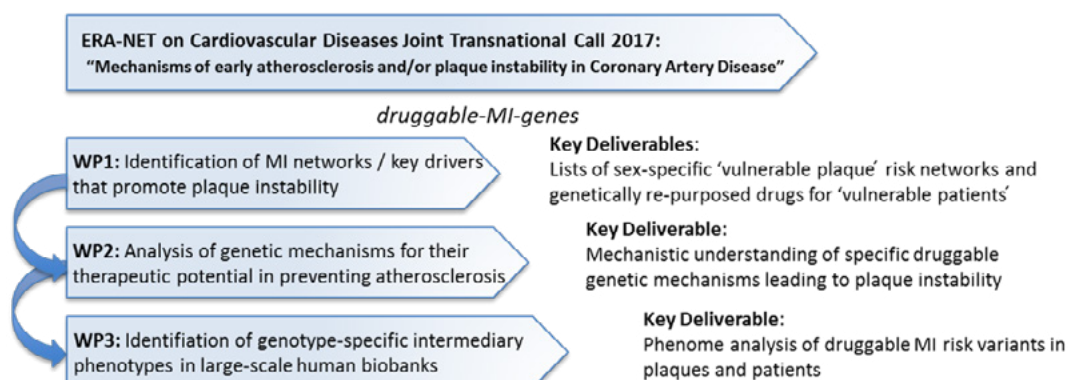 ERA-NET on Cardiovascular Diseases Joint Transnational Call 2017:
“Mechanisms of early atherosclerosis and/or plaque instability in Coronary Artery Disease”
druggable-MI-genes
WP1: Identification of MI networks / key drivers
that promote plaque instability
Key Deliverables:
Lists of sex-specific ‘vulnerable plaque’ risk networks and
genetically re-purposed drugs for ‘vulnerable patients’
WP2: Analysis of genetic mechanisms for their
therapeutic potential in preventing atherosclerosis
Key Deliverable:
Mechanistic understanding of specific druggable
genetic mechanisms leading to plaque instability
WP3: Identifiation of genotype-specific intermediary
phenotypes in large-scale human biobanks
Key Deliverable:
Phenome analysis of druggable MI risk variants in
plaques and patients